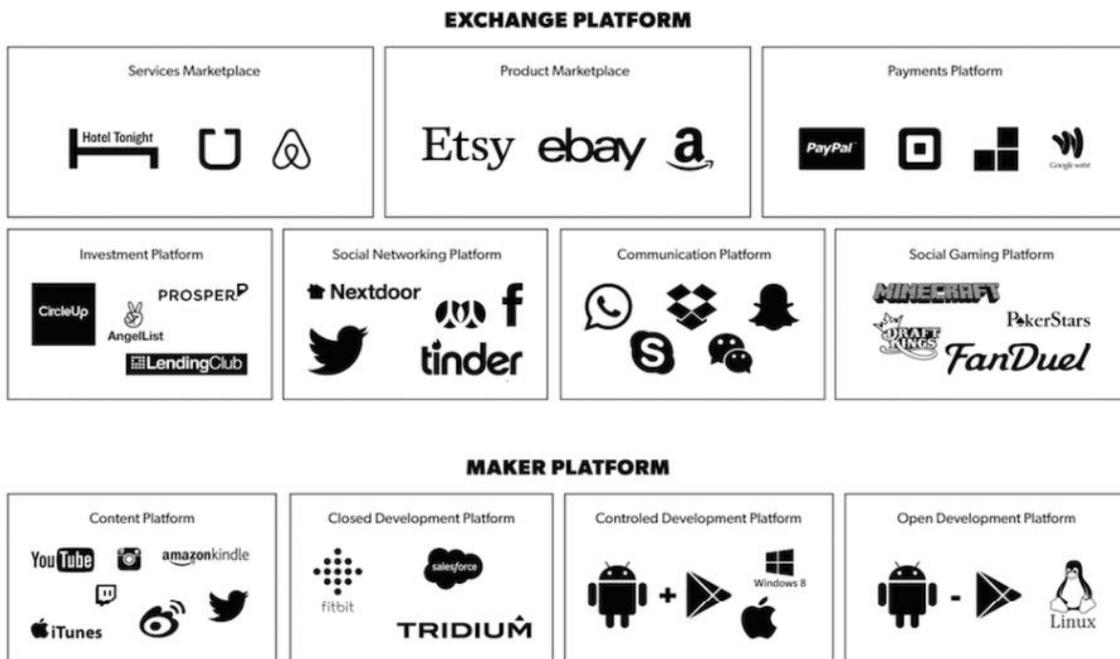 EXCHANGE PLATFORM
Services Marketplace
Product Marketplace
Payments Platform
Hotel Tonight
Etsy
ebay
a
PayPal
Google wallet
Investment Platform
Social Networking Platform
Communication Platform
Social Gaming Platform
CircleUp
PROSPER
AngelList
LendingClub
Nextdoor
f
tinder
S
MINECRAFT
PokerStars
DRAFT
KINGS
FanDuel
MAKER PLATFORM
Content Platform
Closed Development Platform
Controled Development Platform
Open Development Platform
YouTube
amazonkindle
iTunes
fitbit
salesforce
TRIDIUM
+
Windows 8
-
Linux